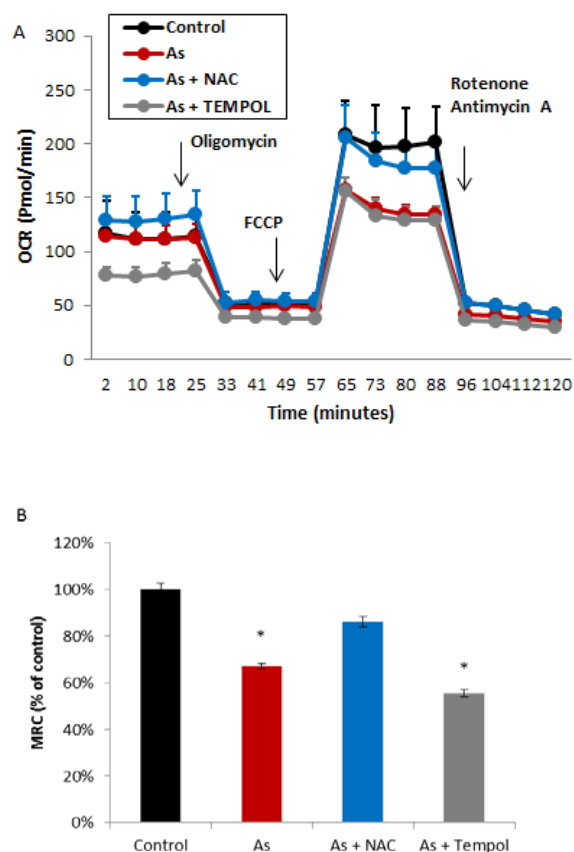 A
Control
As
As + NAC
As + TEMPOL
Oligomycin
FCCP
Rotenone
Antimycin A
OCR (Pmol/min)
300
250
200
150
100
50
0
2 10 18 25 33 41 49 57 65 73 80 88 96 104 112 120
Time (minutes)
B
MRC (% of control)
120%
100%
80%
60%
40%
20%
0%
*
*
Control As As + NAC As + Tempol